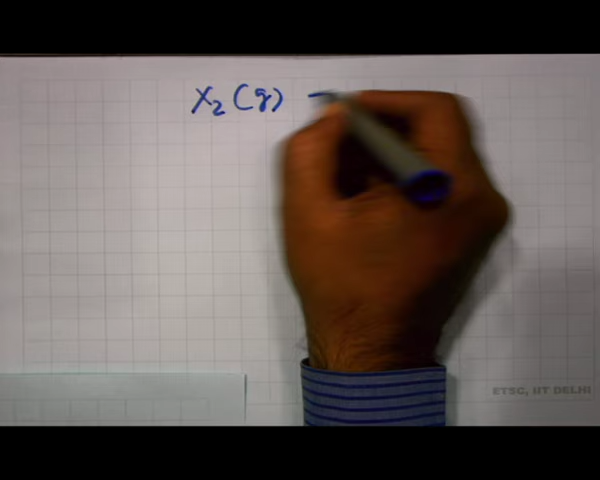 X₂ (g) –
ETSC, IIT DELHI